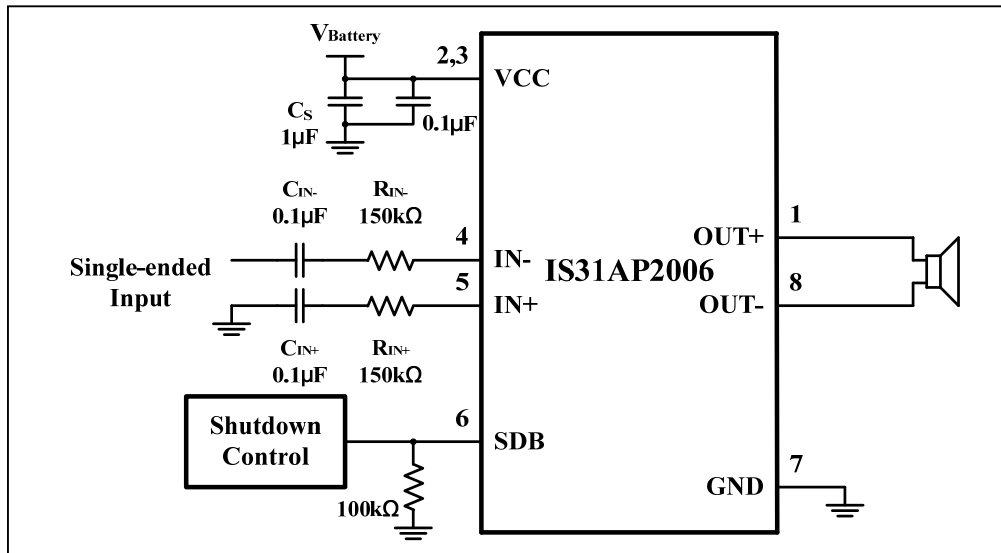 VBattery
2,3
VCC
CS
1µF
0.1µF
CIN-
0.1µF
RIN-
150kΩ
4
IN-
Single-ended
Input
5
IN+
CIN+
0.1µF
RIN+
150kΩ
IS31AP2006
1
OUT+
8
OUT-
Shutdown
Control
6
SDB
100kΩ
7
GND